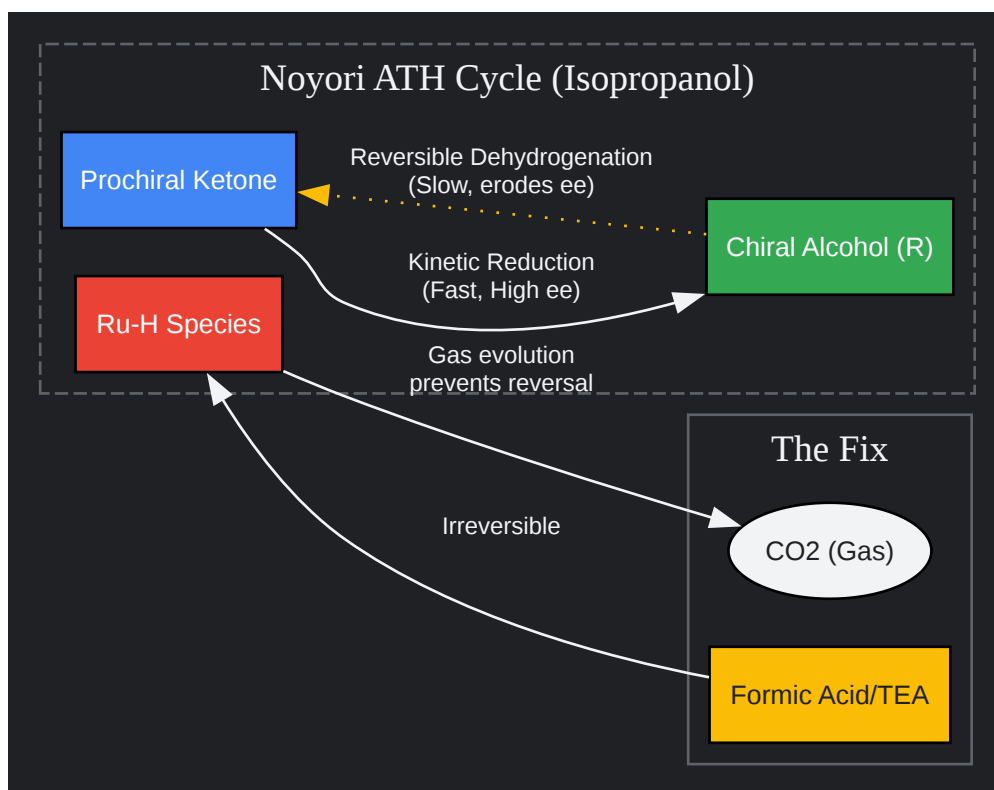 Noyori ATH Cycle (Isopropanol)
Prochiral Ketone
Reversible Dehydrogenation
(Slow, erodes ee)
Chiral Alcohol (R)
Kinetic Reduction
(Fast, High ee)
Ru-H Species
Gas evolution
prevents reversal
The Fix
Irreversible
CO2 (Gas)
Formic Acid/TEA